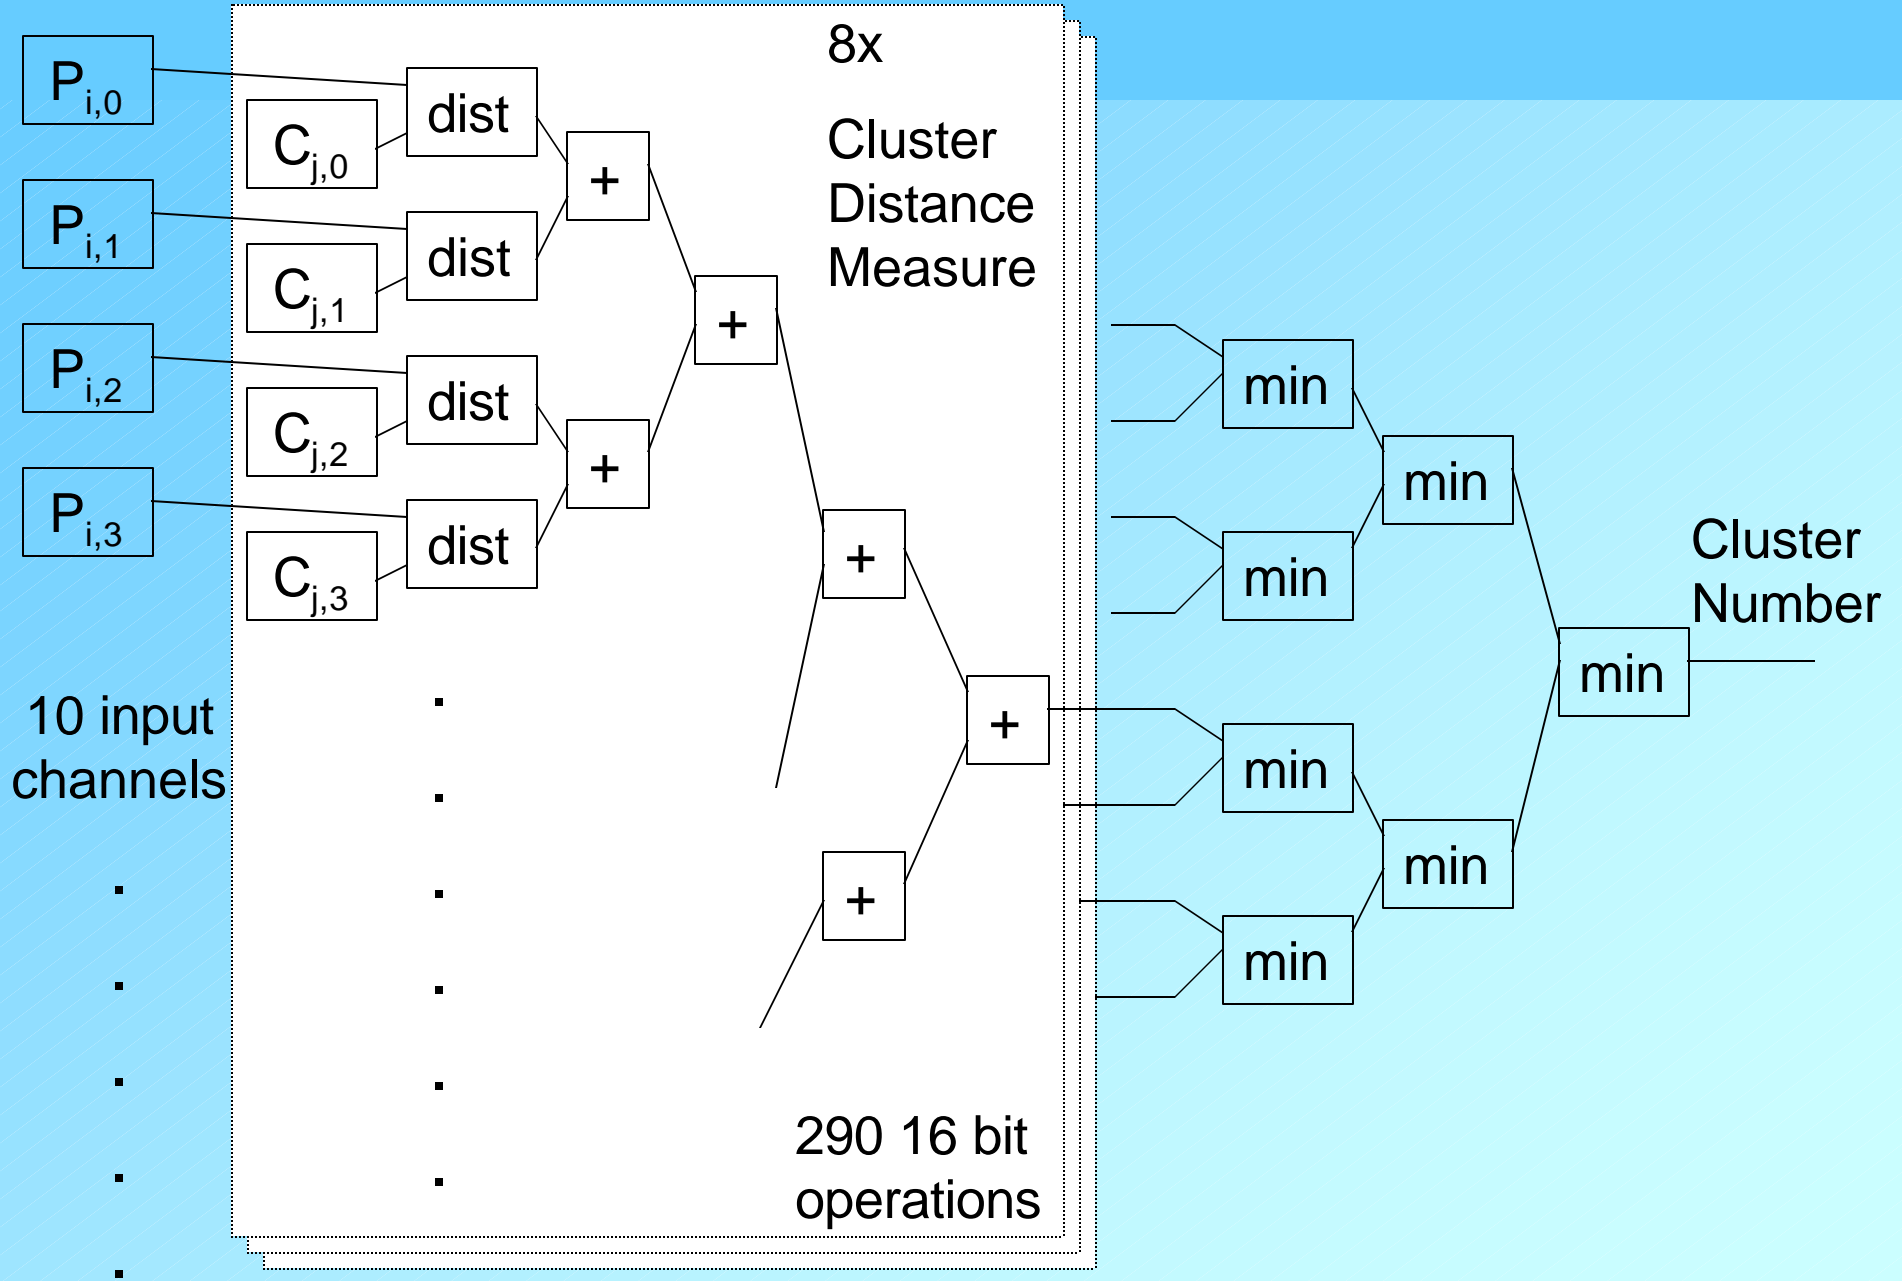 P i,0
C j,0
dist
+
P i,1
C j,1
dist
+
P i,2
C j,2
dist
+
P i,3
C j,3
dist
8x
Cluster
Distance
Measure
+
+
+
10 input
channels
.
.
.
.
.
.
.
.
.
.
.
290 16 bit
operations
min
min
min
min
min
min
min
Cluster
Number